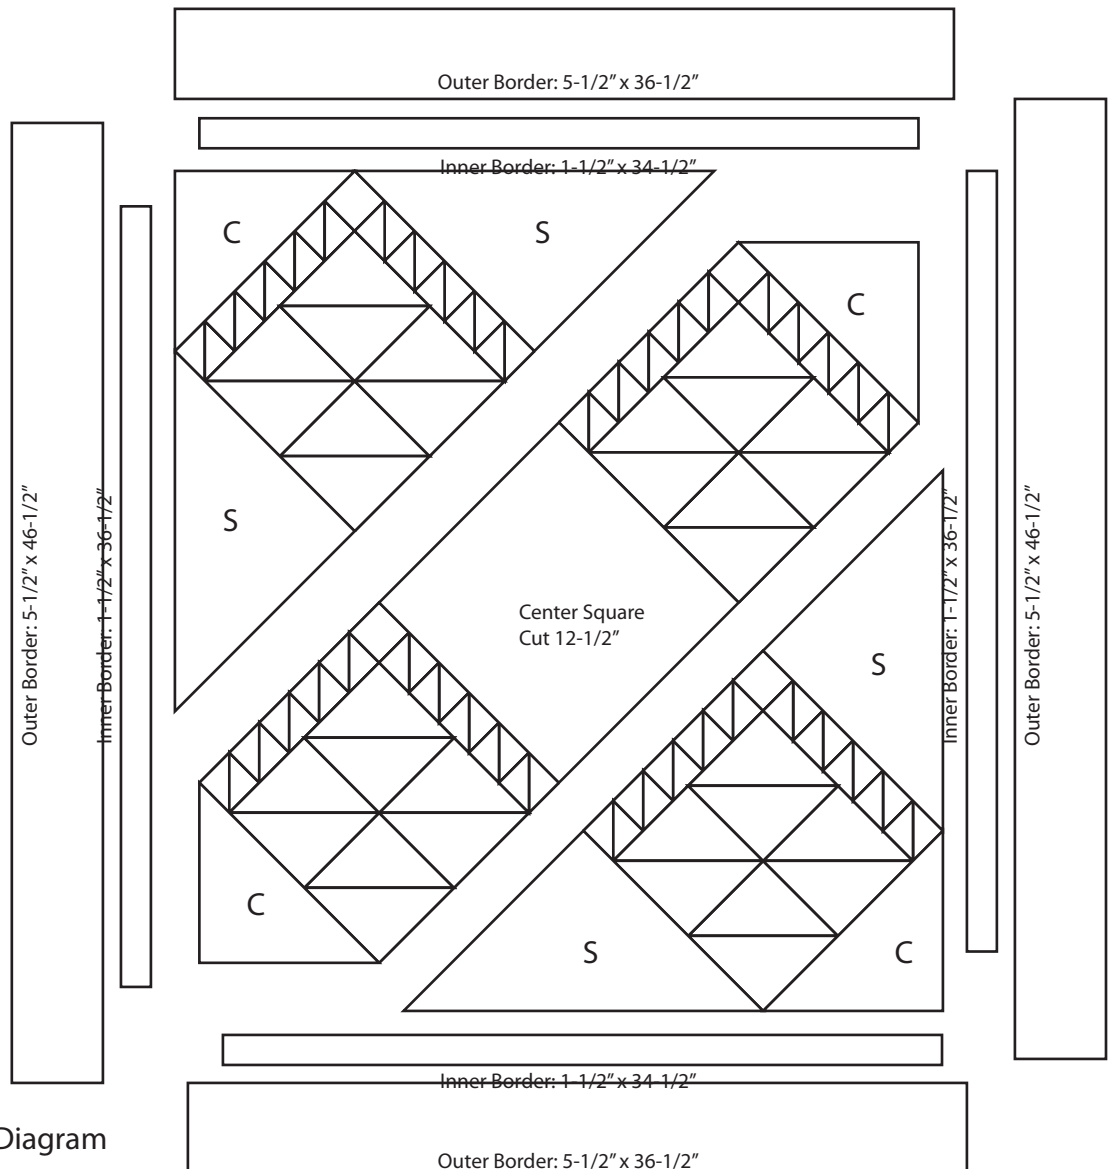 Outer Border: 5-1/2” x 36-1/2”
Inner Border: 1-1/2” x 34-1/2”
C
S
C
S
Outer Border: 5-1/2” x 46-1/2”
Inner Border: 1-1/2” x 36-1/2”
Center Square
Cut 12-1/2”
S
Inner Border: 1-1/2” x 36-1/2”
Outer Border: 5-1/2” x 46-1/2”
C
S
C
Inner Border: 1-1/2” x 34-1/2”
Diagram
Outer Border: 5-1/2” x 36-1/2”